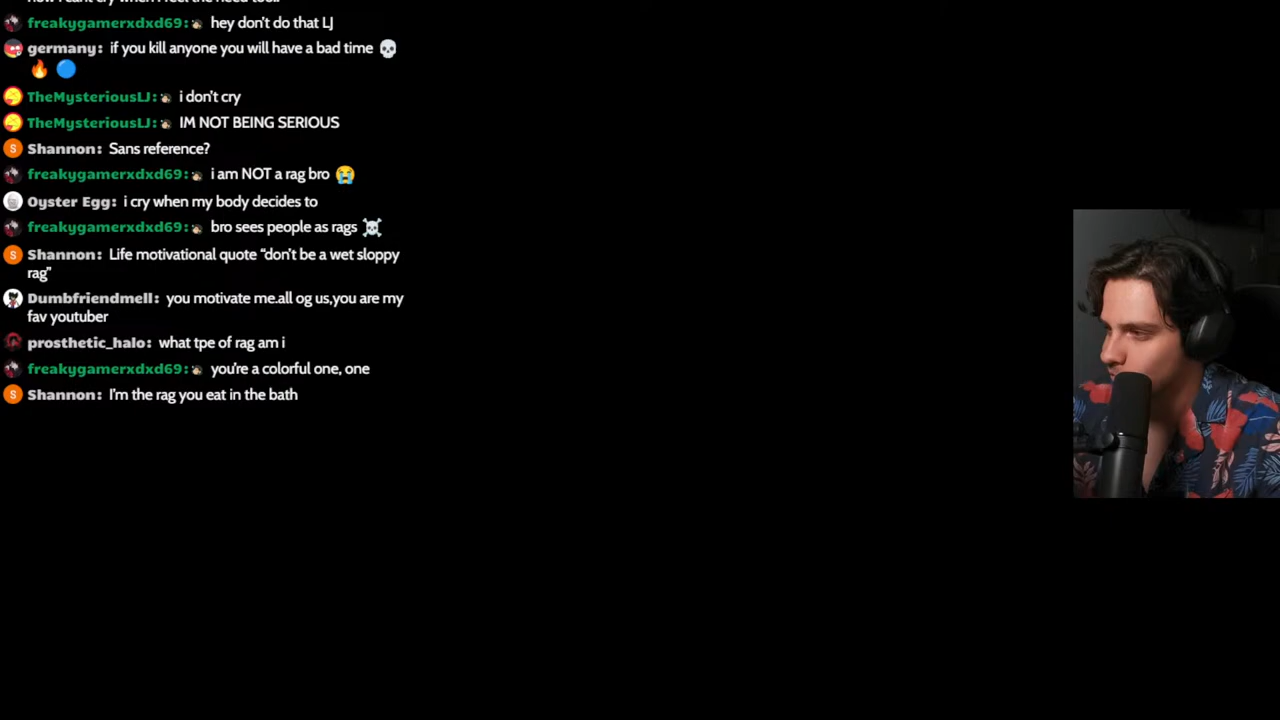 freakygamerxdxd69: hey don't do that LJ
germany: if you kill anyone you will have a bad time 💀
🔥 🔵
TheMysteriousLJ: i don't cry
TheMysteriousLJ: IM NOT BEING SERIOUS
Shannon: Sans reference?
freakygamerxdxd69: i am NOT a rag bro 😭
Oyster Egg: i cry when my body decides to
freakygamerxdxd69: bro sees people as rags ☠️
Shannon: Life motivational quote “don't be a wet sloppy
rag”
Dumbfriendmell: you motivate me.all og us,you are my
fav youtuber
prosthetic_halo: what tpe of rag am i
freakygamerxdxd69: you're a colorful one, one
Shannon: I'm the rag you eat in the bath